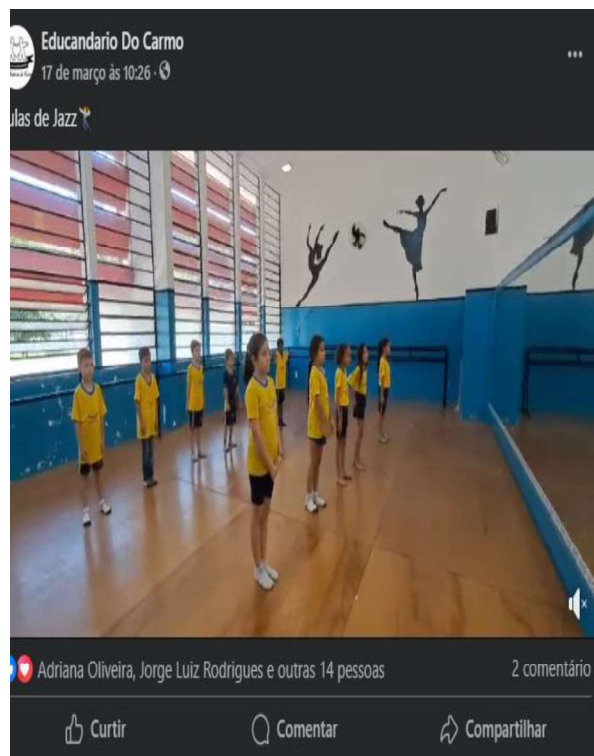 Educandario Do Carmo
17 de março às 10:26 ·
ulas de Jazz
Adriana Oliveira, Jorge Luiz Rodrigues e outras 14 pessoas
2 comentário
Curtir
Comentar
Compartilhar